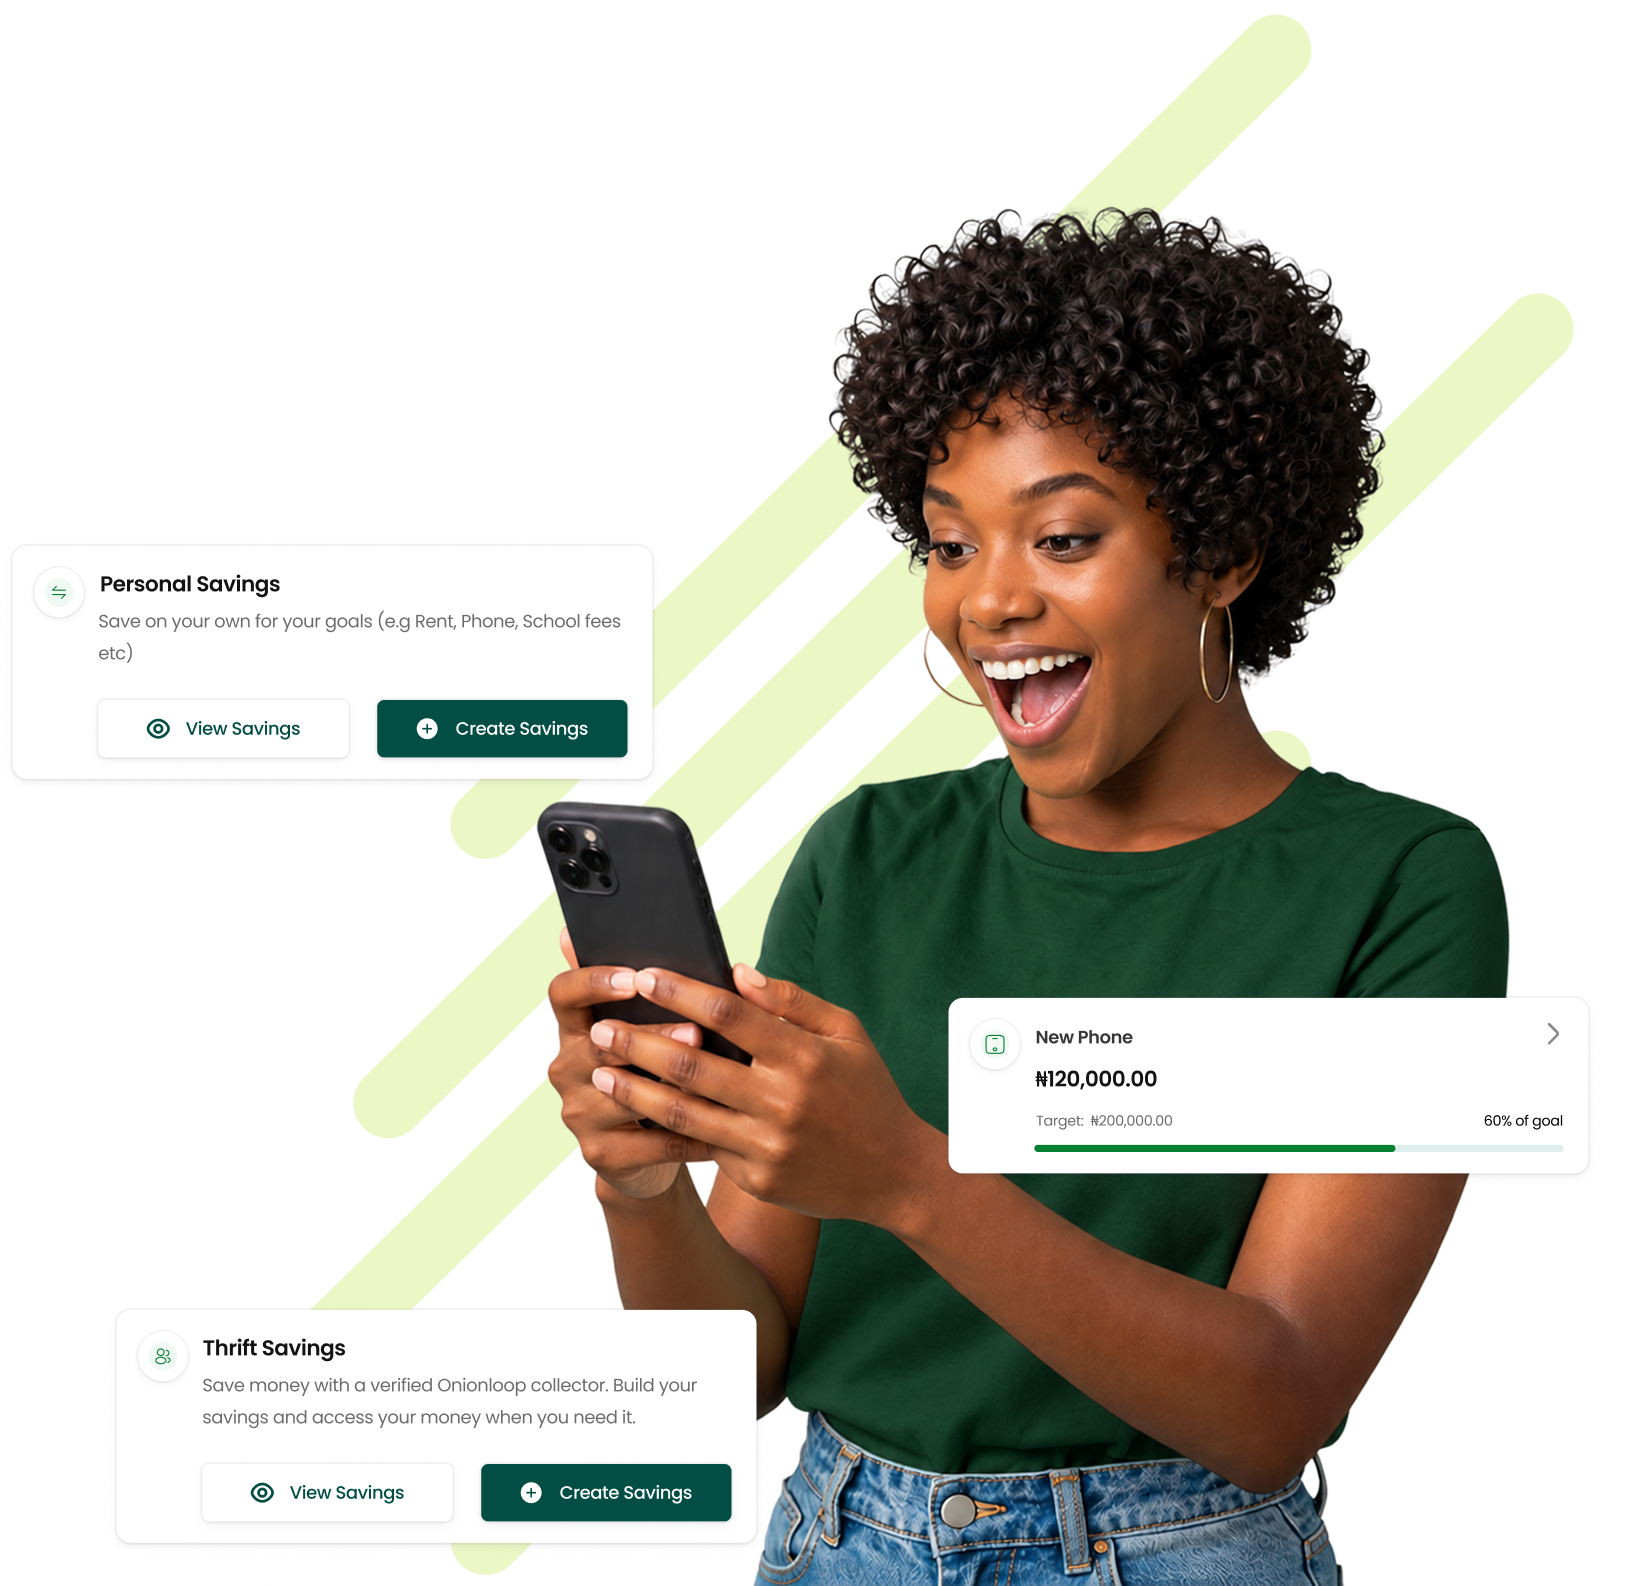 Personal Savings
Save on your own for your goals (e.g Rent, Phone, School fees
etc)
View Savings
Create Savings
New Phone
₦120,000.00
Target: ₦200,000.00
60% of goal
Thrift Savings
Save money with a verified Onionloop collector. Build your
savings and access your money when you need it.
View Savings
Create Savings